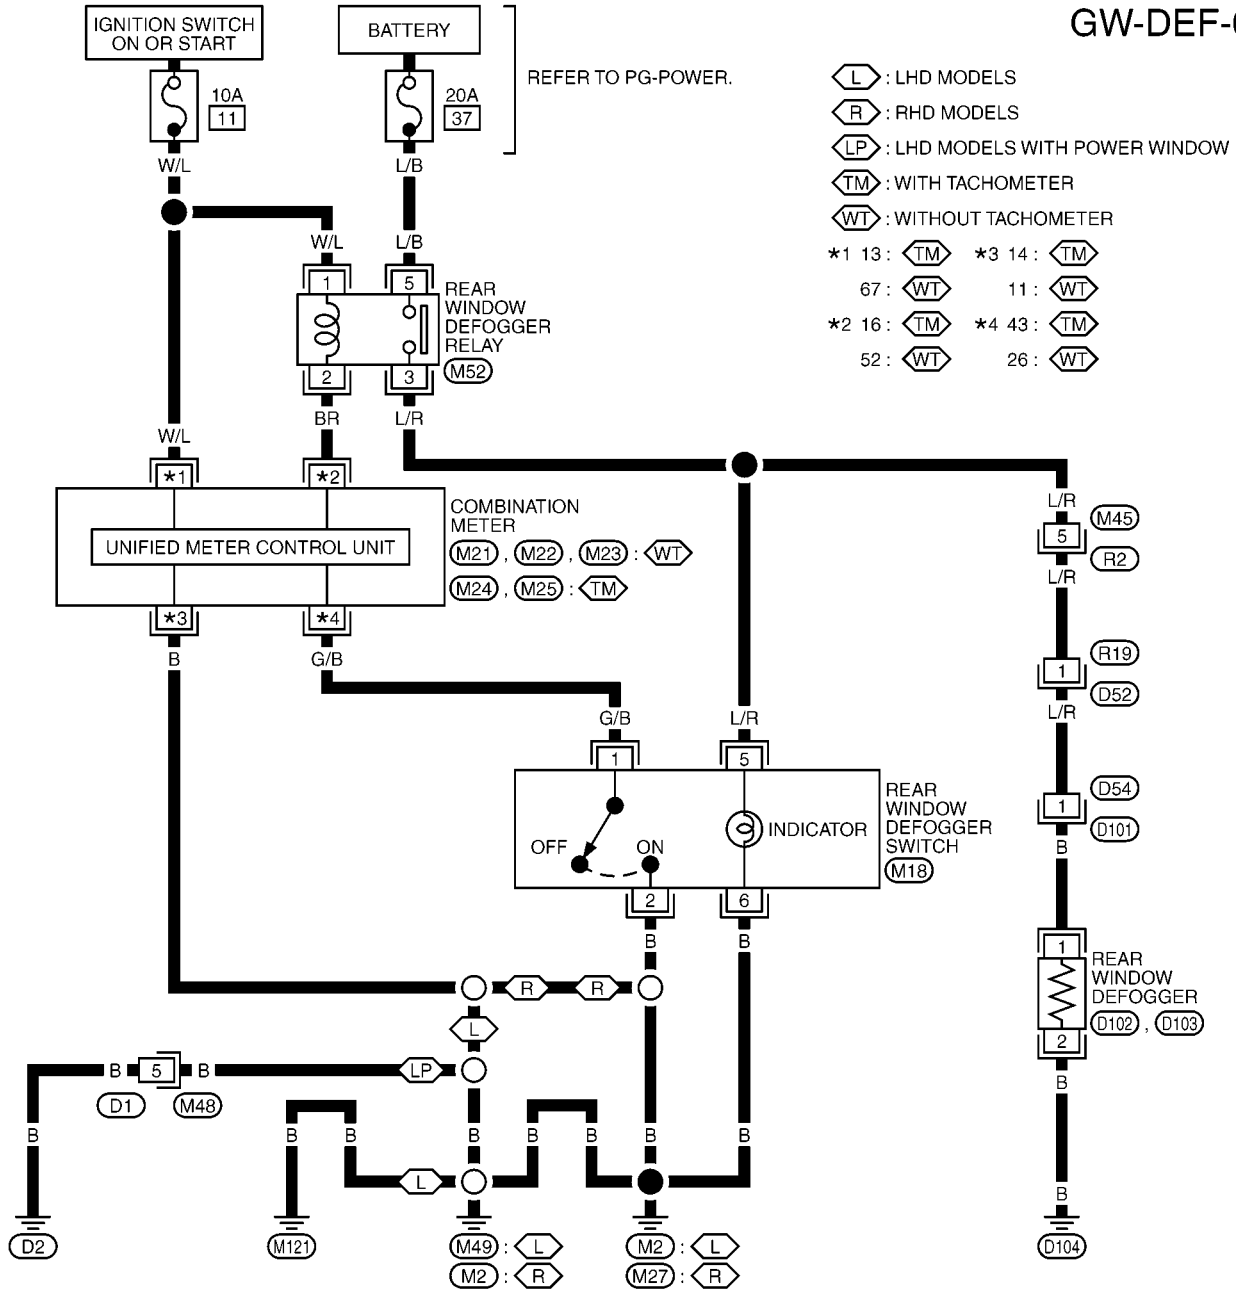 GW-DEF-
IGNITION SWITCH
ON OR START
BATTERY
REFER TO PG-POWER.
10A
11
20A
37
L : LHD MODELS
R : RHD MODELS
LP : LHD MODELS WITH POWER WINDOW
TM : WITH TACHOMETER
WT : WITHOUT TACHOMETER
*1 13 : TM *3 14 : TM
67 : WT 11 : WT
*2 16 : TM *4 43 : TM
52 : WT 26 : WT
W/L
L/B
W/L
L/B
1
5
REAR
WINDOW
DEFOGGER
RELAY
M52
2
3
BR
L/R
W/L
*1
*2
COMBINATION
METER
M21 , M22 , M23 : WT
M24 , M25 : TM
UNIFIED METER CONTROL UNIT
*3
*4
B
G/B
L/R
5
M45
R2
L/R
1
R19
D52
L/R
1
D54
D101
B
G/B
L/R
1
5
OFF
ON
INDICATOR
REAR
WINDOW
DEFOGGER
SWITCH
M18
2
6
B
B
1
REAR
WINDOW
DEFOGGER
D102 , D103
2
B
R
R
L
B
5
B
LP
D1
M48
B
B
B
B
B
B
B
B
L
B
D2
M121
M49 : L
M2 : R
M2 : L
M27 : R
D104